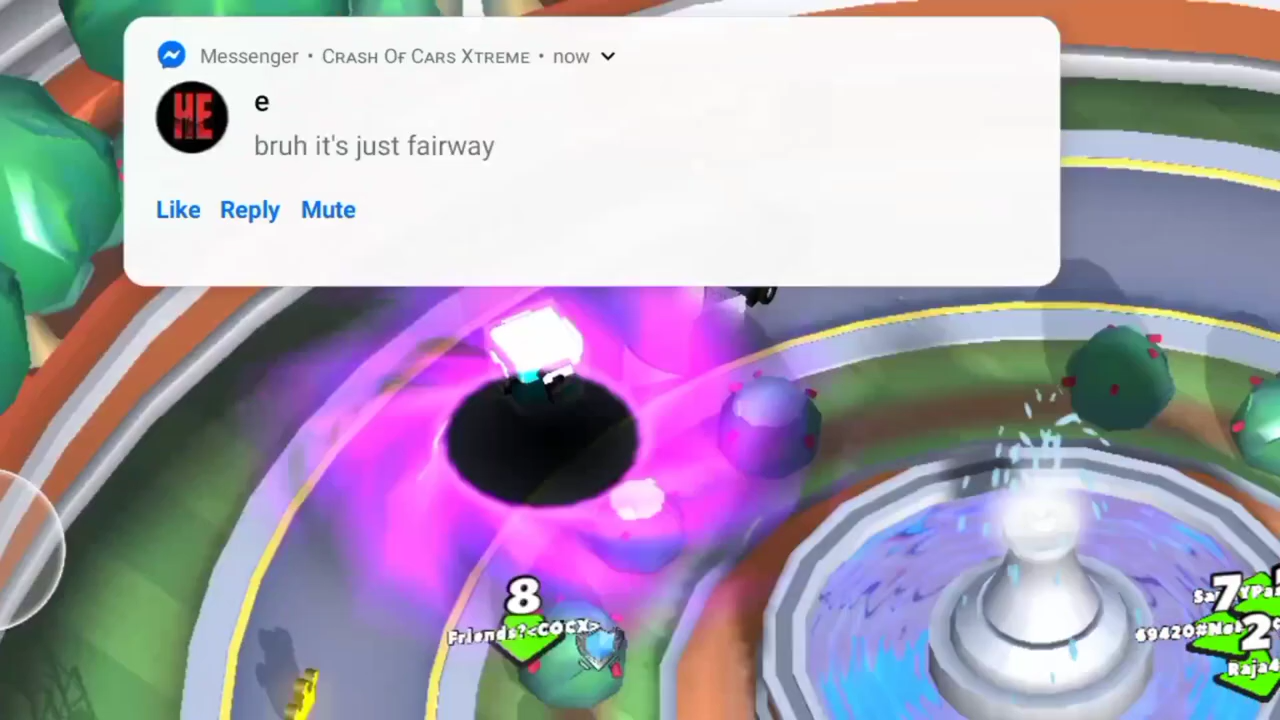 Messenger · Crash Of Cars Xtreme · now
HE
e
bruh it's just fairway
Like Reply Mute
8
Friends?<COCX>
7
2
Raja4